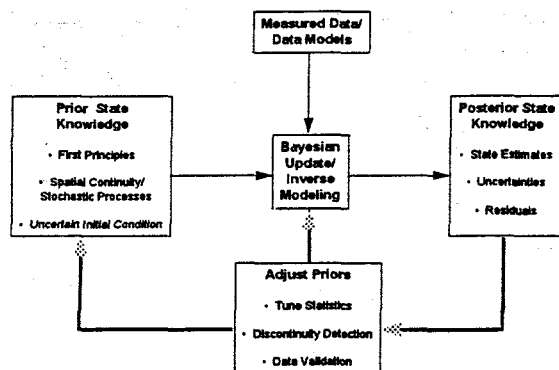 Measured Data/
Data Models
Prior State
Knowledge
• First Principles
• Spatial Continuity/
Stochastic Processes
• Uncertain Initial Condition
Bayesian
Update/
Inverse
Modeling
Posterior State
Knowledge
• State Estimates
• Uncertainties
• Residuals
Adjust Priors
• Tune Statistics
• Discontinuity Detection
• Data Validation